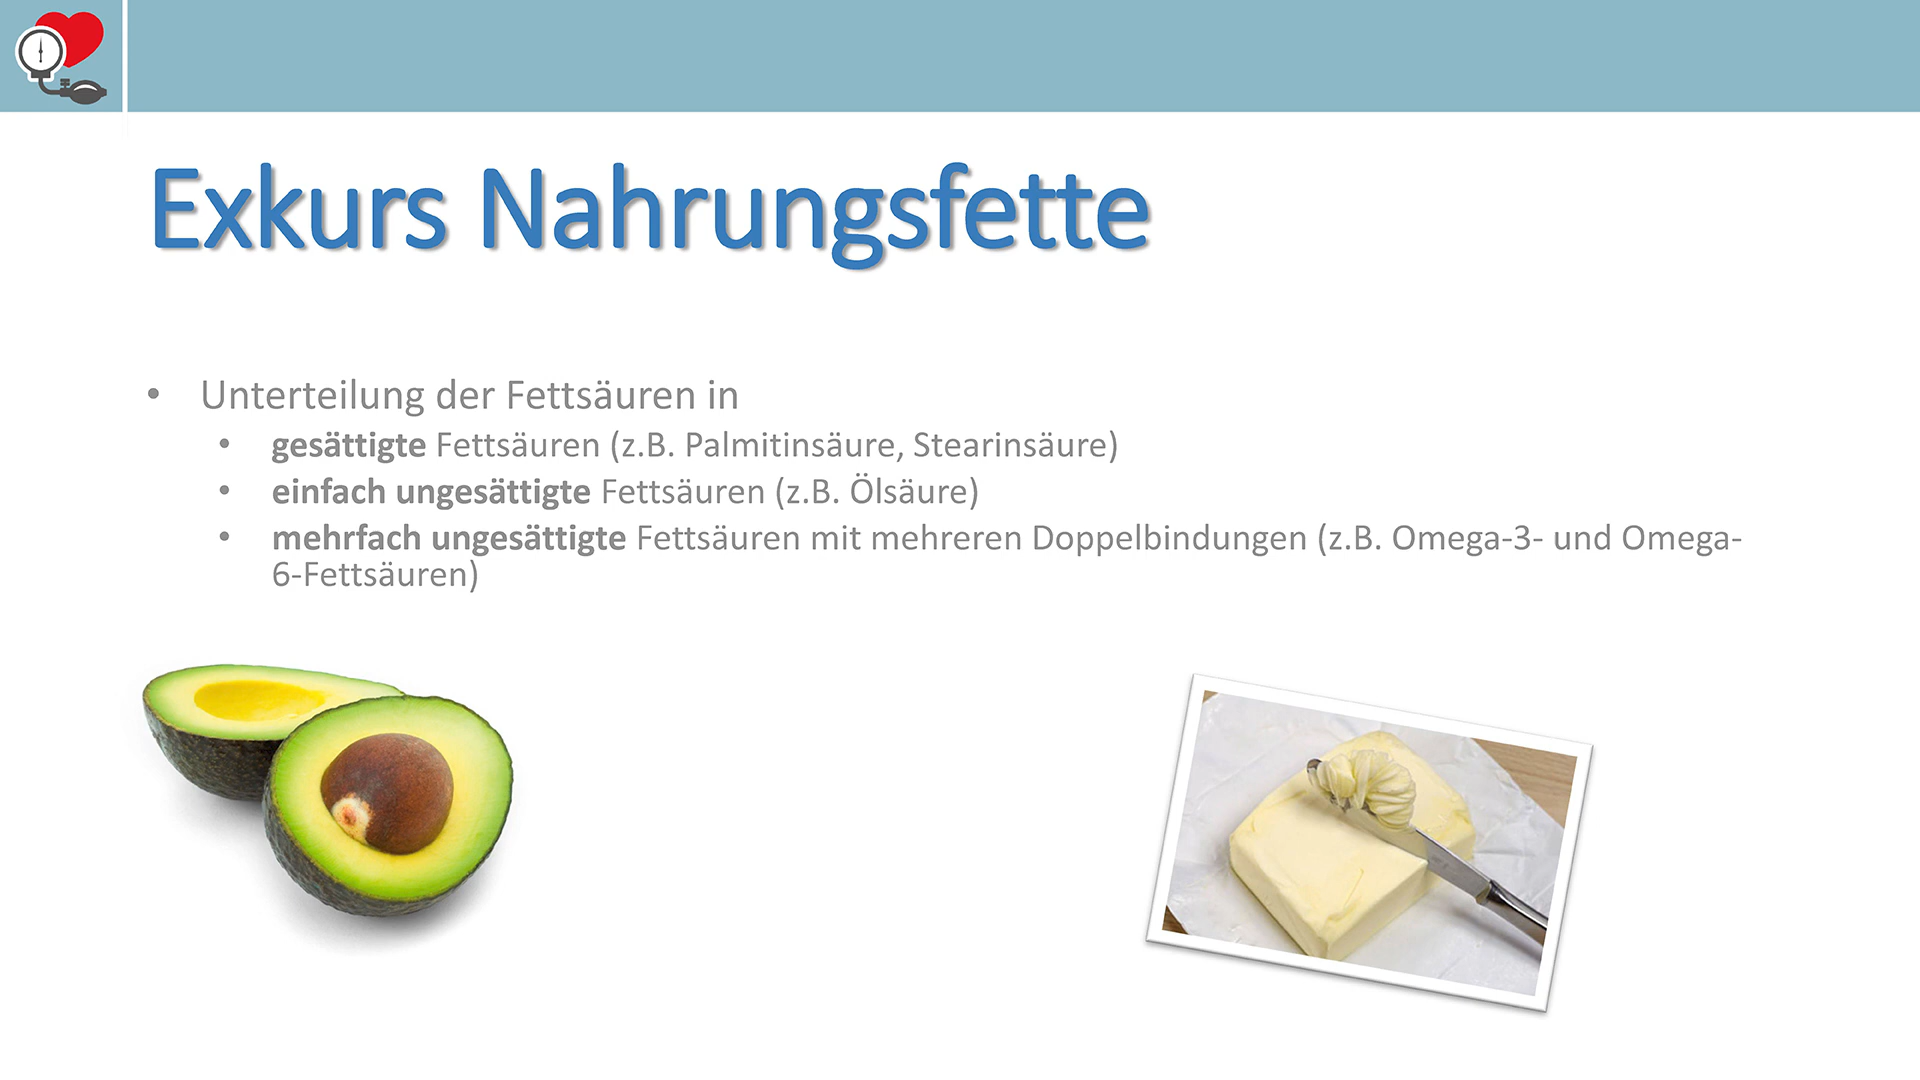 Exkurs Nahrungsfette
• Unterteilung der Fettsäuren in
• gesättigte Fettsäuren (z.B. Palmitinsäure, Stearinsäure)
• einfach ungesättigte Fettsäuren (z.B. Ölsäure)
• mehrfach ungesättigte Fettsäuren mit mehreren Doppelbindungen (z.B. Omega-3- und Omega-
6-Fettsäuren)